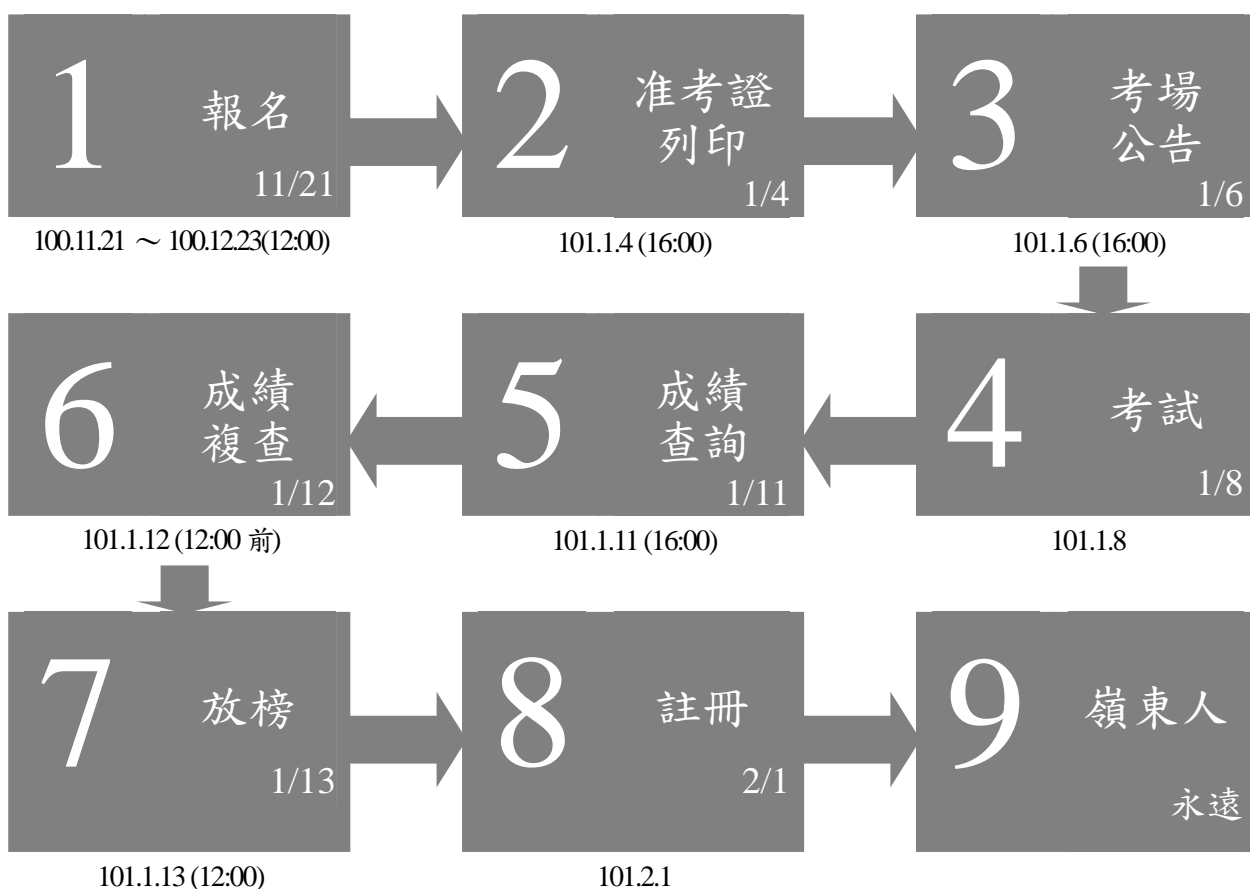 1
報名
11/21
100.11.21 ～ 100.12.23(12:00)
2
准考證
列印
1/4
101.1.4 (16:00)
3
考場
公告
1/6
101.1.6 (16:00)
4
考試
1/8
101.1.8
5
成績
查詢
1/11
101.1.11 (16:00)
6
成績
複查
1/12
101.1.12 (12:00 前)
7
放榜
1/13
101.1.13 (12:00)
8
註冊
2/1
101.2.1
9
嶺東人
永遠